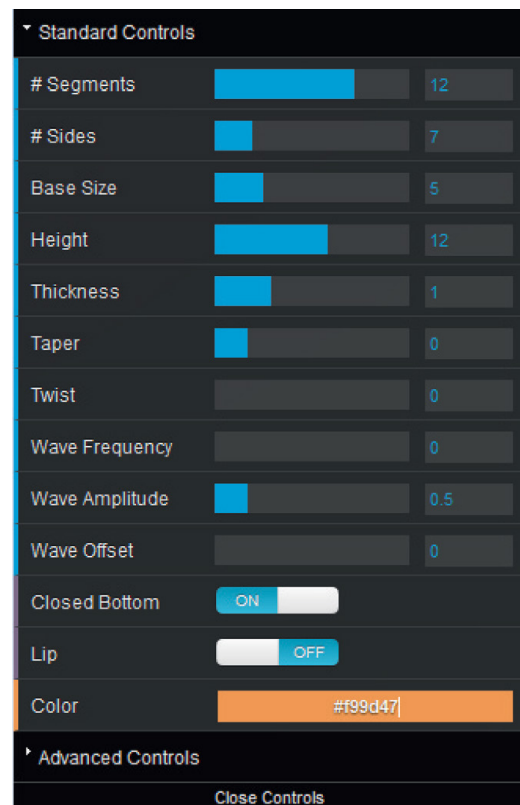 Standard Controls
# Segments 12
# Sides 7
Base Size 5
Height 12
Thickness 1
Taper 0
Twist 0
Wave Frequency 0
Wave Amplitude 0.5
Wave Offset 0
Closed Bottom ON
Lip OFF
Color #f99d47
Advanced Controls
Close Controls